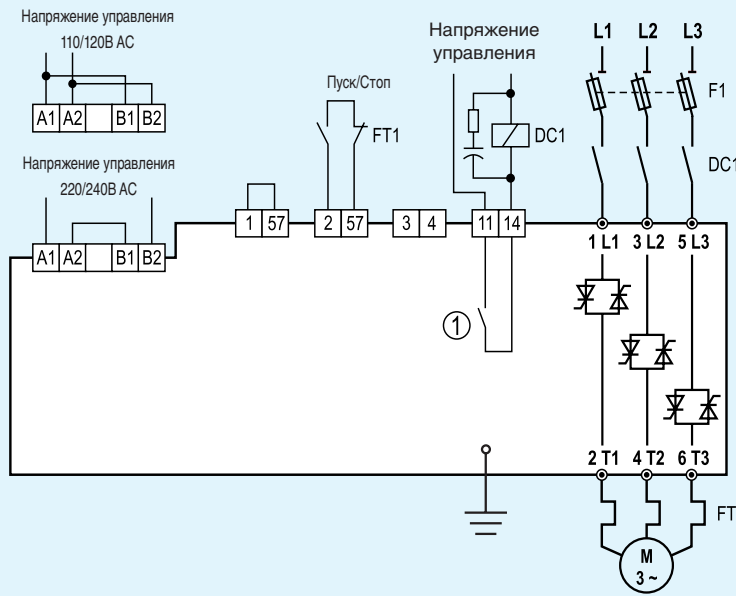 Напряжение управления
110/120В AC
A1 A2 B1 B2
Напряжение управления
220/240В AC
A1 A2 B1 B2
Пуск/Стоп
FT1
Напряжение
управления
DC1
L1 L2 L3
F1
DC1
1 57 2 57 3 4 11 14
1 L1 3 L2 5 L3
1
2 T1 4 T2 6 T3
FT
M
3 ~